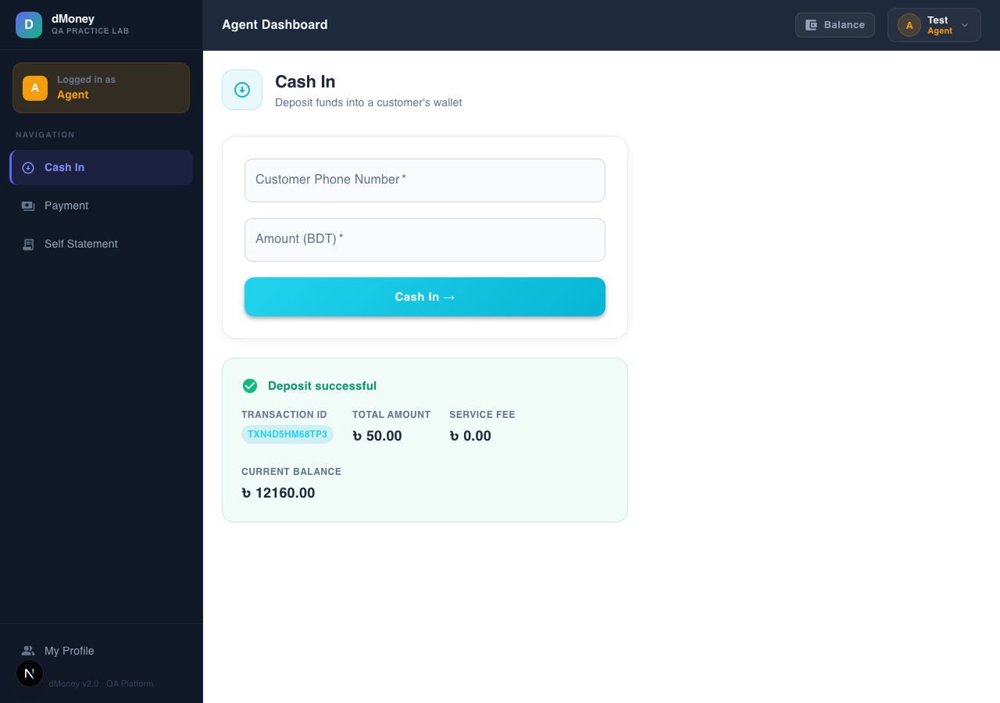 D
dMoney
QA PRACTICE LAB
Agent Dashboard
Balance
A
Test
Agent
A
Logged in as
Agent
NAVIGATION
Cash In
Payment
Self Statement
Cash In
Deposit funds into a customer's wallet
Customer Phone Number *
Amount (BDT) *
Cash In →
Deposit successful
TRANSACTION ID
TXN4D5HM68TP3
TOTAL AMOUNT
৳ 50.00
SERVICE FEE
৳ 0.00
CURRENT BALANCE
৳ 12160.00
My Profile
N
dMoney v2.0 · QA Platform